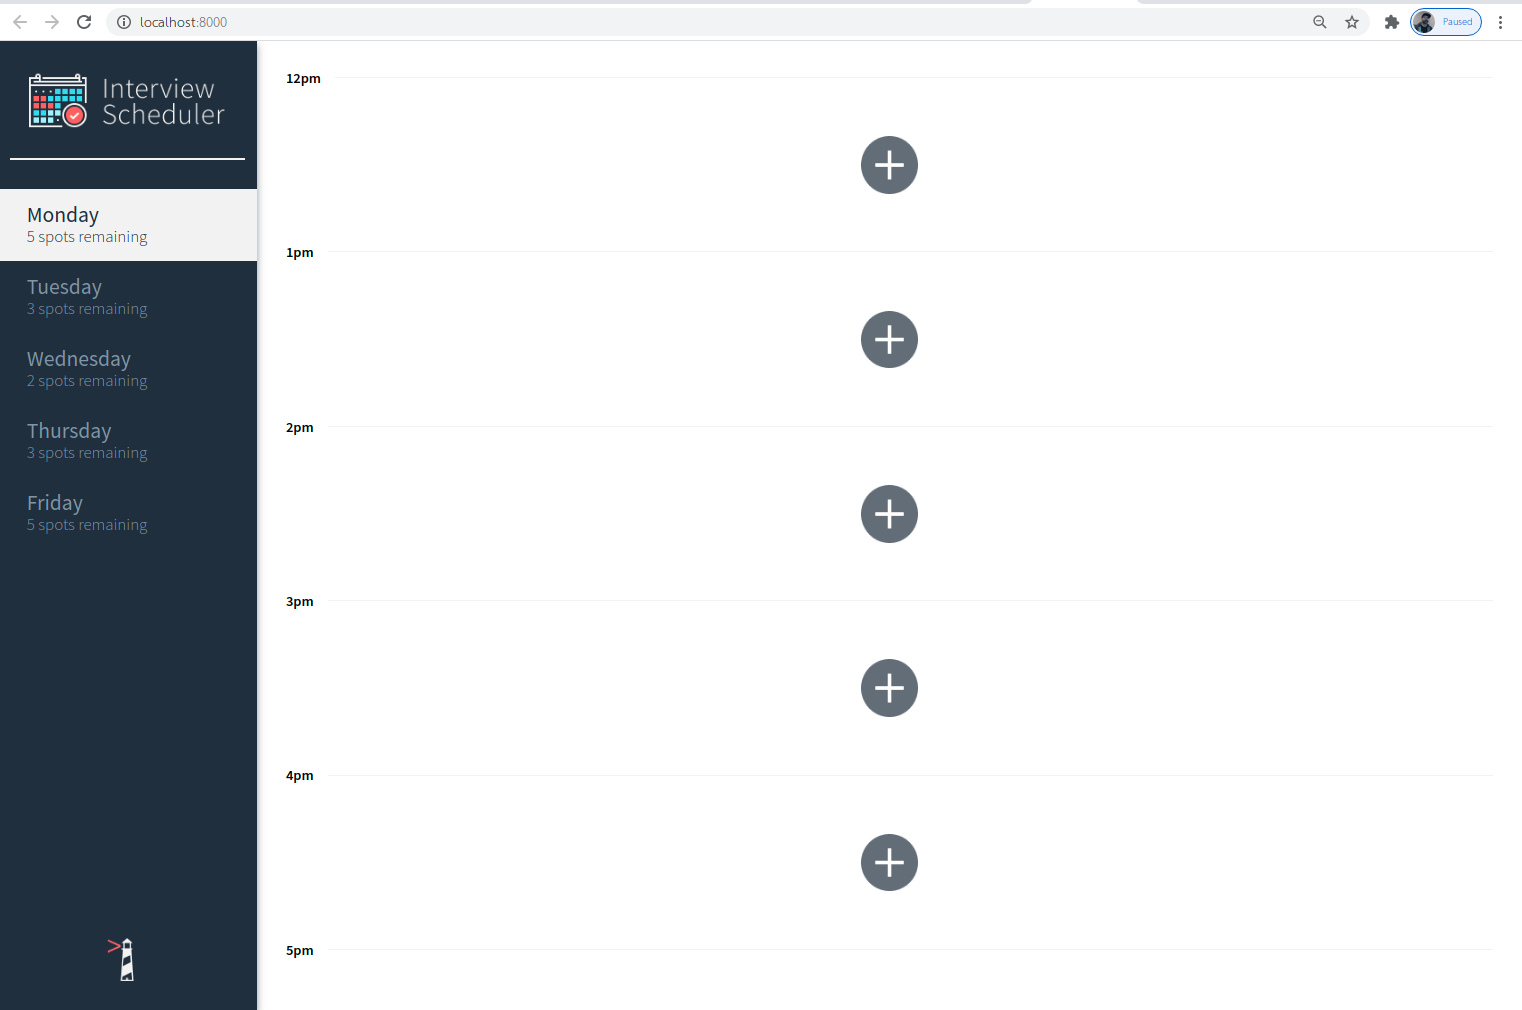 localhost:8000
Paused
Interview
Scheduler
Monday
5 spots remaining
Tuesday
3 spots remaining
Wednesday
2 spots remaining
Thursday
3 spots remaining
Friday
5 spots remaining
12pm
1pm
2pm
3pm
4pm
5pm